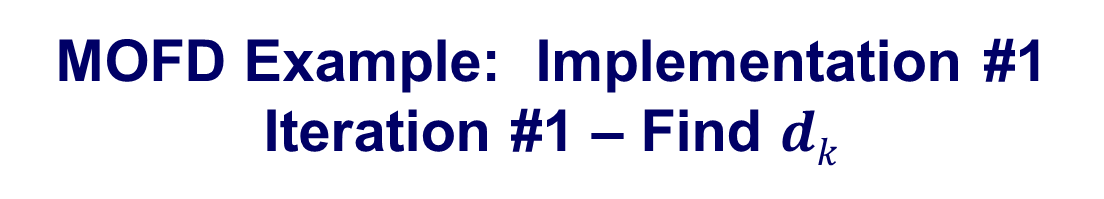 MOFD Example:  Implementation #1
Iteration #1 – Find $d_k$